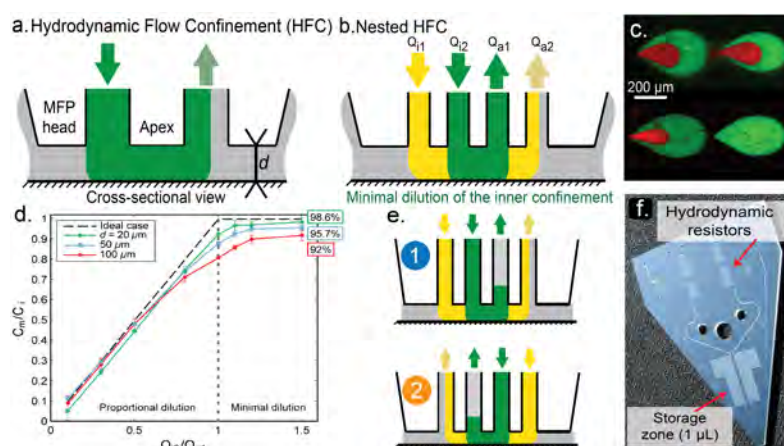 a. Hydrodynamic Flow Confinement (HFC)
MFP head
Apex
d
Cross-sectional view
b. Nested HFC
Qi1 Qi2 Qa1 Qa2
Minimal dilution of the inner confinement
c.
200 µm
d.
Cm/Ci
1
0.9
0.8
0.7
0.6
0.5
0.4
0.3
0.2
0.1
0
Ideal case
d = 20 µm
50 µm
100 µm
98.6%
95.7%
92%
Proportional dilution
Minimal dilution
0 0.5 1 1.5
e.
1
2
f.
Hydrodynamic
resistors
Storage
zone (1 µL)